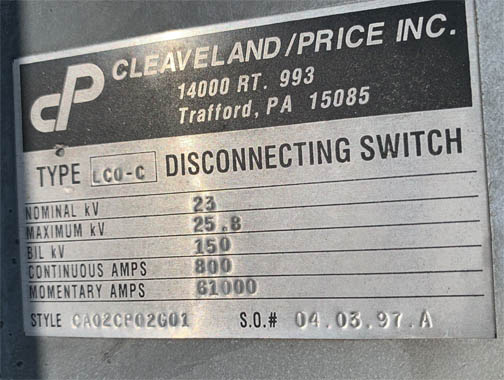 CP CLEAVELAND/PRICE INC.
14000 RT. 993
Trafford, PA 15085
TYPE LCO-C DISCONNECTING SWITCH
NOMINAL kV 23
MAXIMUM kV 25.8
BIL kV 150
CONTINUOUS AMPS 800
MOMENTARY AMPS 61000
STYLE CA02CP02G01 S.O.# 04.03.97.A